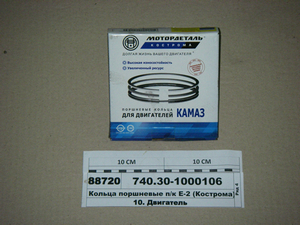 МОТОРДЕТАЛЬ
КОСТРОМА
ДОЛГАЯ ЖИЗНЬ ВАШЕГО ДВИГАТЕЛЯ
Высокая износостойкость
Увеличенный ресурс
ПОРШНЕВЫЕ КОЛЬЦА
ДЛЯ ДВИГАТЕЛЕЙ КАМАЗ
10 СМ 10 СМ
88720 740.30-1000106
Кольца поршневые п/к Е-2 (Кострома)
10. Двигатель